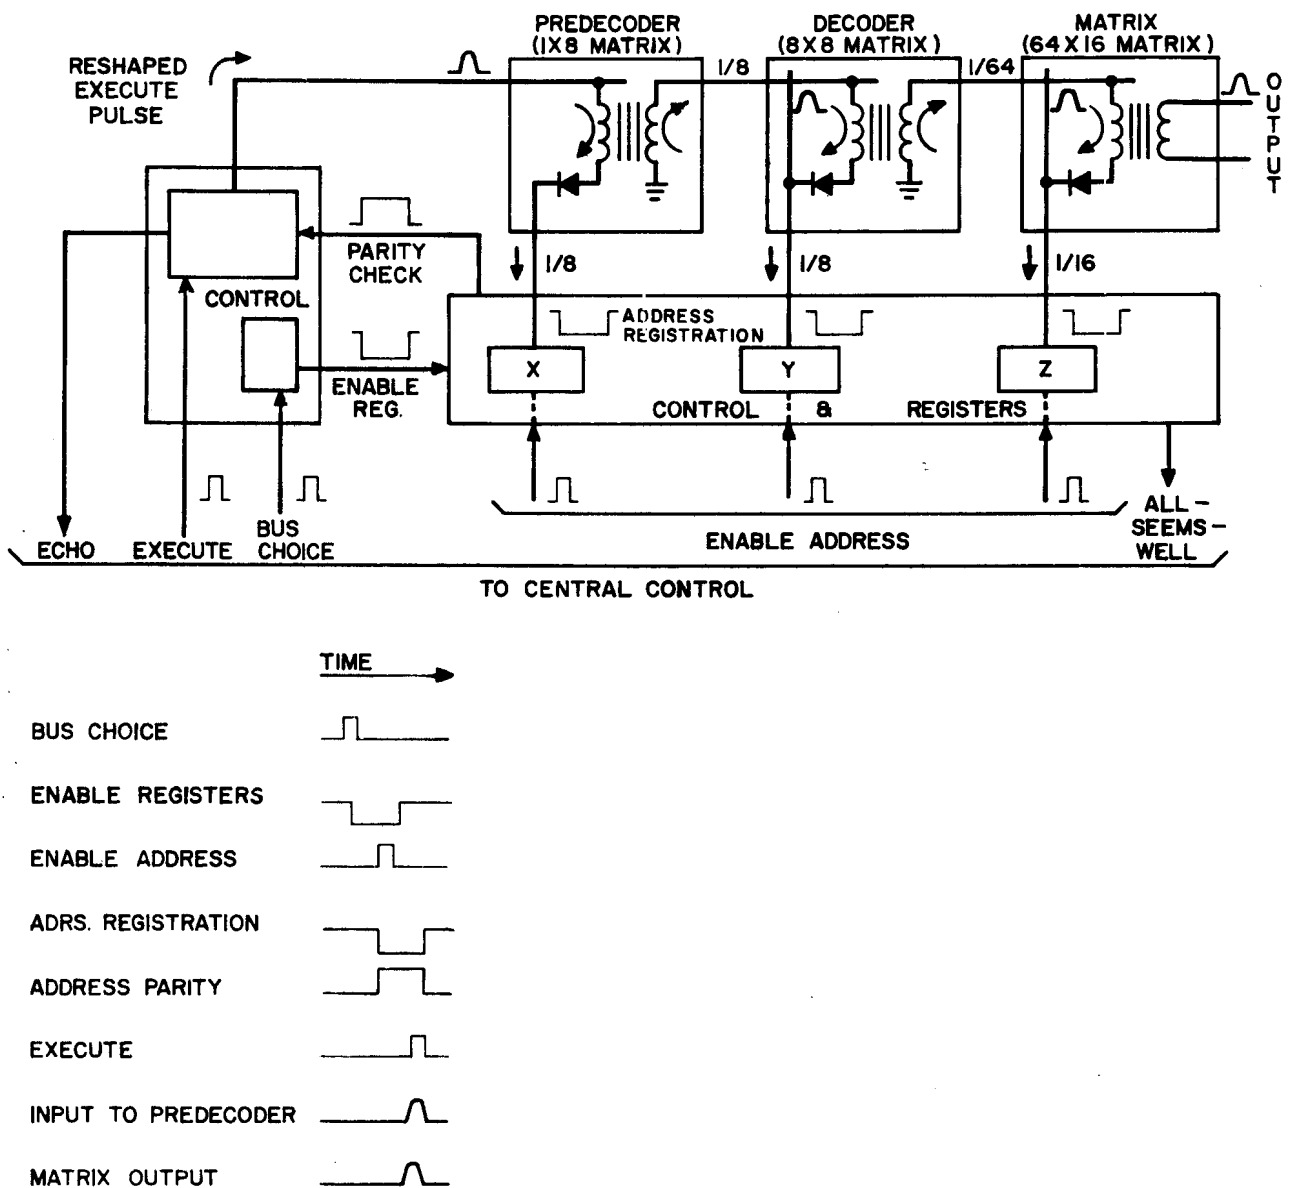 PREDECODER
(1X8 MATRIX)
DECODER
(8X8 MATRIX)
MATRIX
(64X16 MATRIX)
RESHAPED
EXECUTE
PULSE
1/8
1/64
OUTPUT
PARITY
CHECK
1/8
1/8
1/16
CONTROL
ADDRESS
REGISTRATION
ENABLE
REG.
X
Y
Z
CONTROL & REGISTERS
ECHO
EXECUTE
BUS
CHOICE
ENABLE ADDRESS
ALL-
SEEMS-
WELL
TO CENTRAL CONTROL
TIME
BUS CHOICE
ENABLE REGISTERS
ENABLE ADDRESS
ADRS. REGISTRATION
ADDRESS PARITY
EXECUTE
INPUT TO PREDECODER
MATRIX OUTPUT